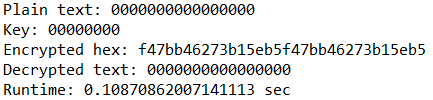 Plain text: 0000000000000000
Key: 00000000
Encrypted hex: f47bb46273b15eb5f47bb46273b15eb5
Decrypted text: 0000000000000000
Runtime: 0.10870862007141113 sec